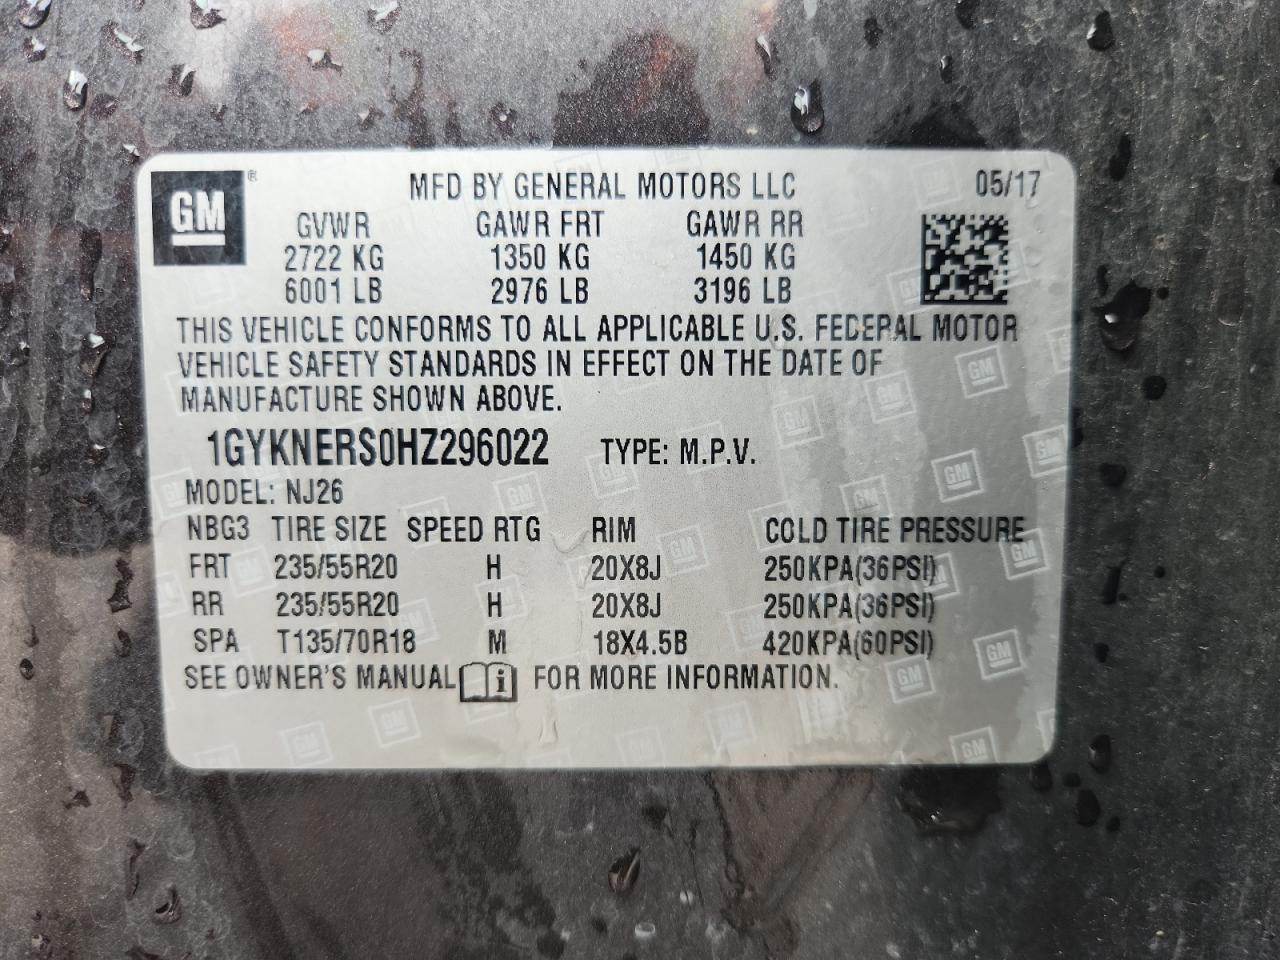 GM ®
MFD BY GENERAL MOTORS LLC 05/17
GVWR GAWR FRT GAWR RR
2722 KG 1350 KG 1450 KG
6001 LB 2976 LB 3196 LB
THIS VEHICLE CONFORMS TO ALL APPLICABLE U.S. FEDERAL MOTOR
VEHICLE SAFETY STANDARDS IN EFFECT ON THE DATE OF
MANUFACTURE SHOWN ABOVE.
1GYKNERS0HZ296022 TYPE: M.P.V.
MODEL: NJ26
NBG3 TIRE SIZE SPEED RTG RIM COLD TIRE PRESSURE
FRT 235/55R20 H 20X8J 250KPA(36PSI)
RR 235/55R20 H 20X8J 250KPA(36PSI)
SPA T135/70R18 M 18X4.5B 420KPA(60PSI)
SEE OWNER'S MANUAL i FOR MORE INFORMATION.